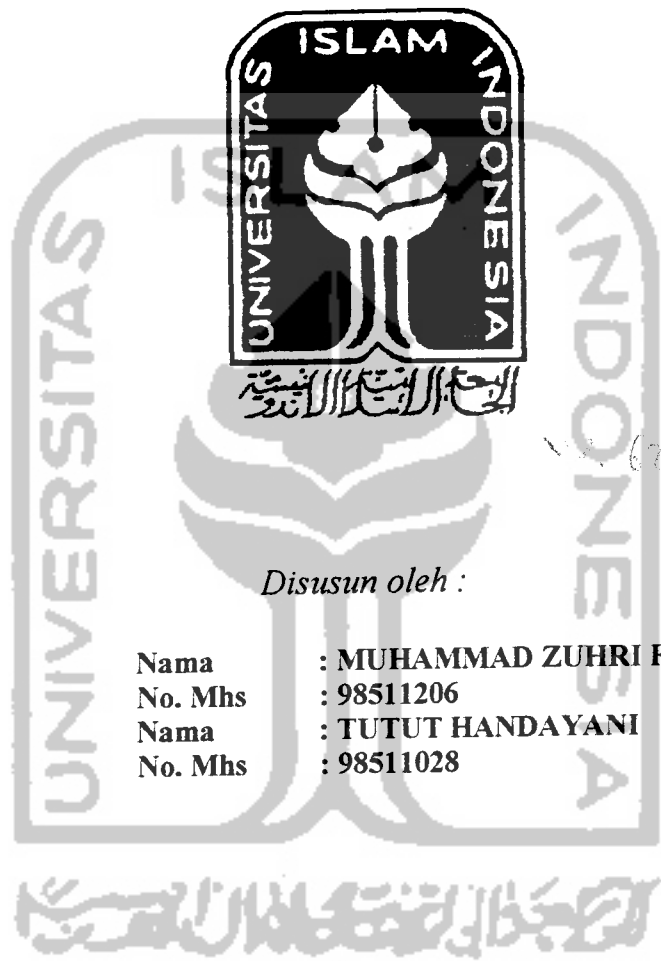 UNIVERSITAS ISLAM INDONESIA
Disusun oleh :
Nama : MUHAMMAD ZUHRI
No. Mhs : 98511206
Nama : TUTUT HANDAYANI
No. Mhs : 98511028